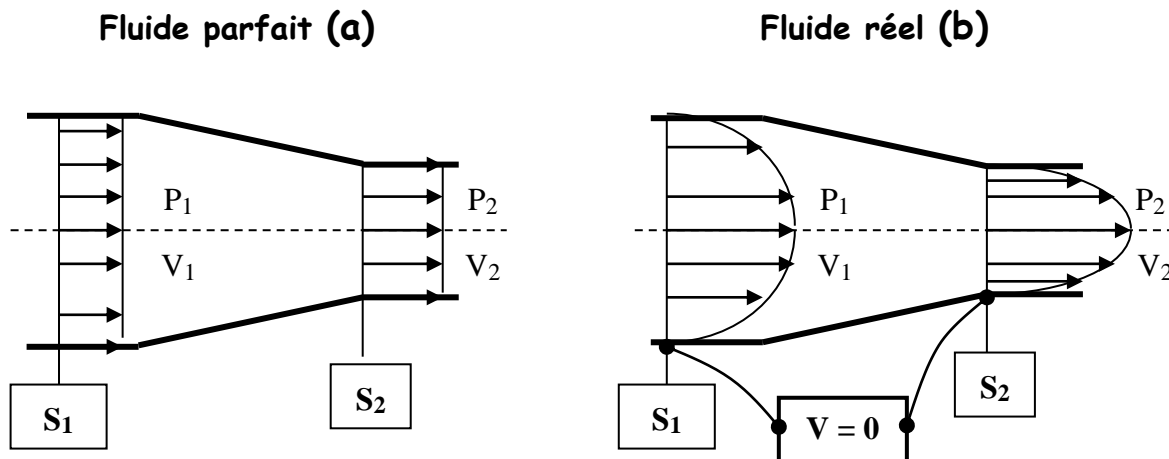 Fluide parfait (a)
Fluide réel (b)
P₁
P₂
V₁
V₂
S₁
S₂
P₁
P₂
V₁
V₂
S₁
S₂
V = 0